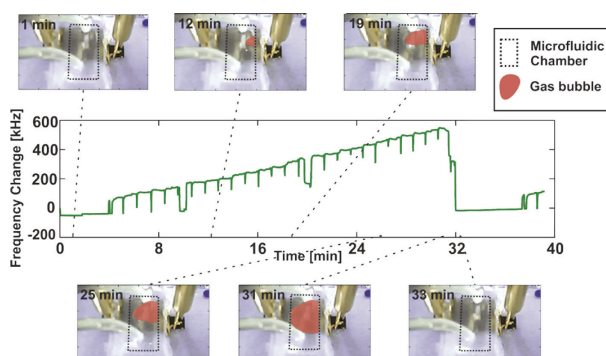 1 min
12 min
19 min
Microfluidic
Chamber
Gas bubble
Frequency Change [kHz]
600
400
200
0
-200
0
8
16
24
32
40
Time [min]
25 min
31 min
38 min